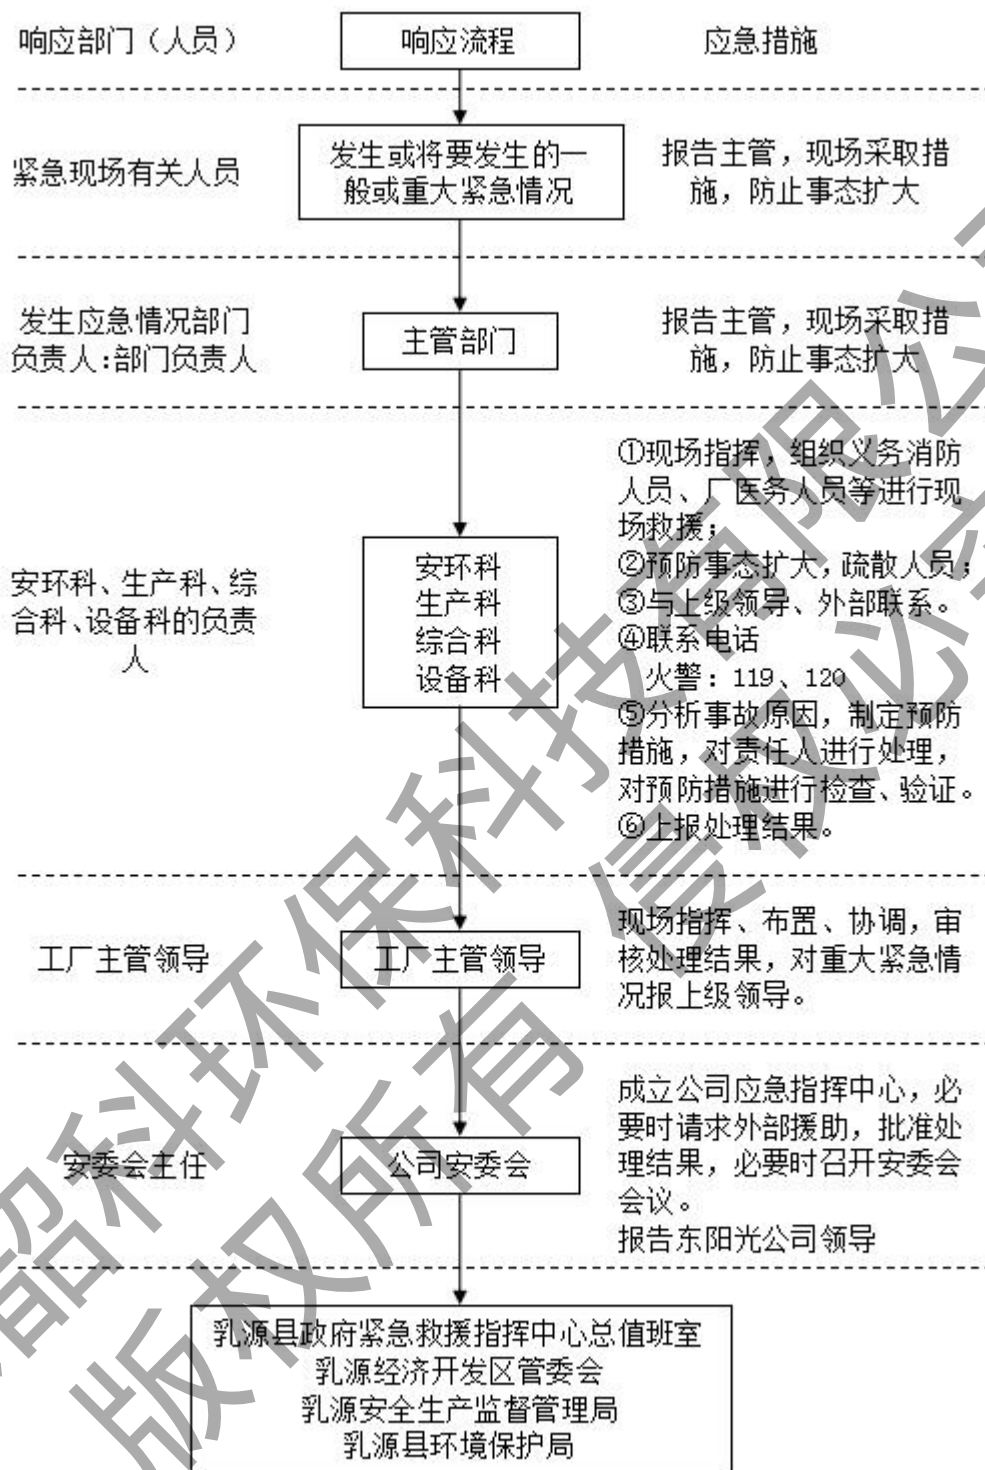 响应部门（人员）
响应流程
应急措施
紧急现场有关人员
发生或将要发生的一
般或重大紧急情况
报告主管，现场采取措
施，防止事态扩大
发生应急情况部门
负责人:部门负责人
主管部门
报告主管，现场采取措
施，防止事态扩大
安环科、生产科、综
合科、设备科的负责
人
安环科
生产科
综合科
设备科
①现场指挥，组织义务消防
人员、厂医务人员等进行现
场救援；
②预防事态扩大，疏散人员；
③与上级领导、外部联系。
④联系电话
火警：119、120
⑤分析事故原因，制定预防
措施，对责任人进行处理，
对预防措施进行检查、验证。
⑥上报处理结果。
工厂主管领导
工厂主管领导
现场指挥、布置、协调，审
核处理结果，对重大紧急情
况报上级领导。
安委会主任
公司安委会
成立公司应急指挥中心，必
要时请求外部援助，批准处
理结果，必要时召开安委会
会议。
报告东阳光公司领导
乳源县政府紧急救援指挥中心总值班室
乳源经济开发区管委会
乳源安全生产监督管理局
乳源县环境保护局
韶科环保科技有限公司
版权所有 侵权必究